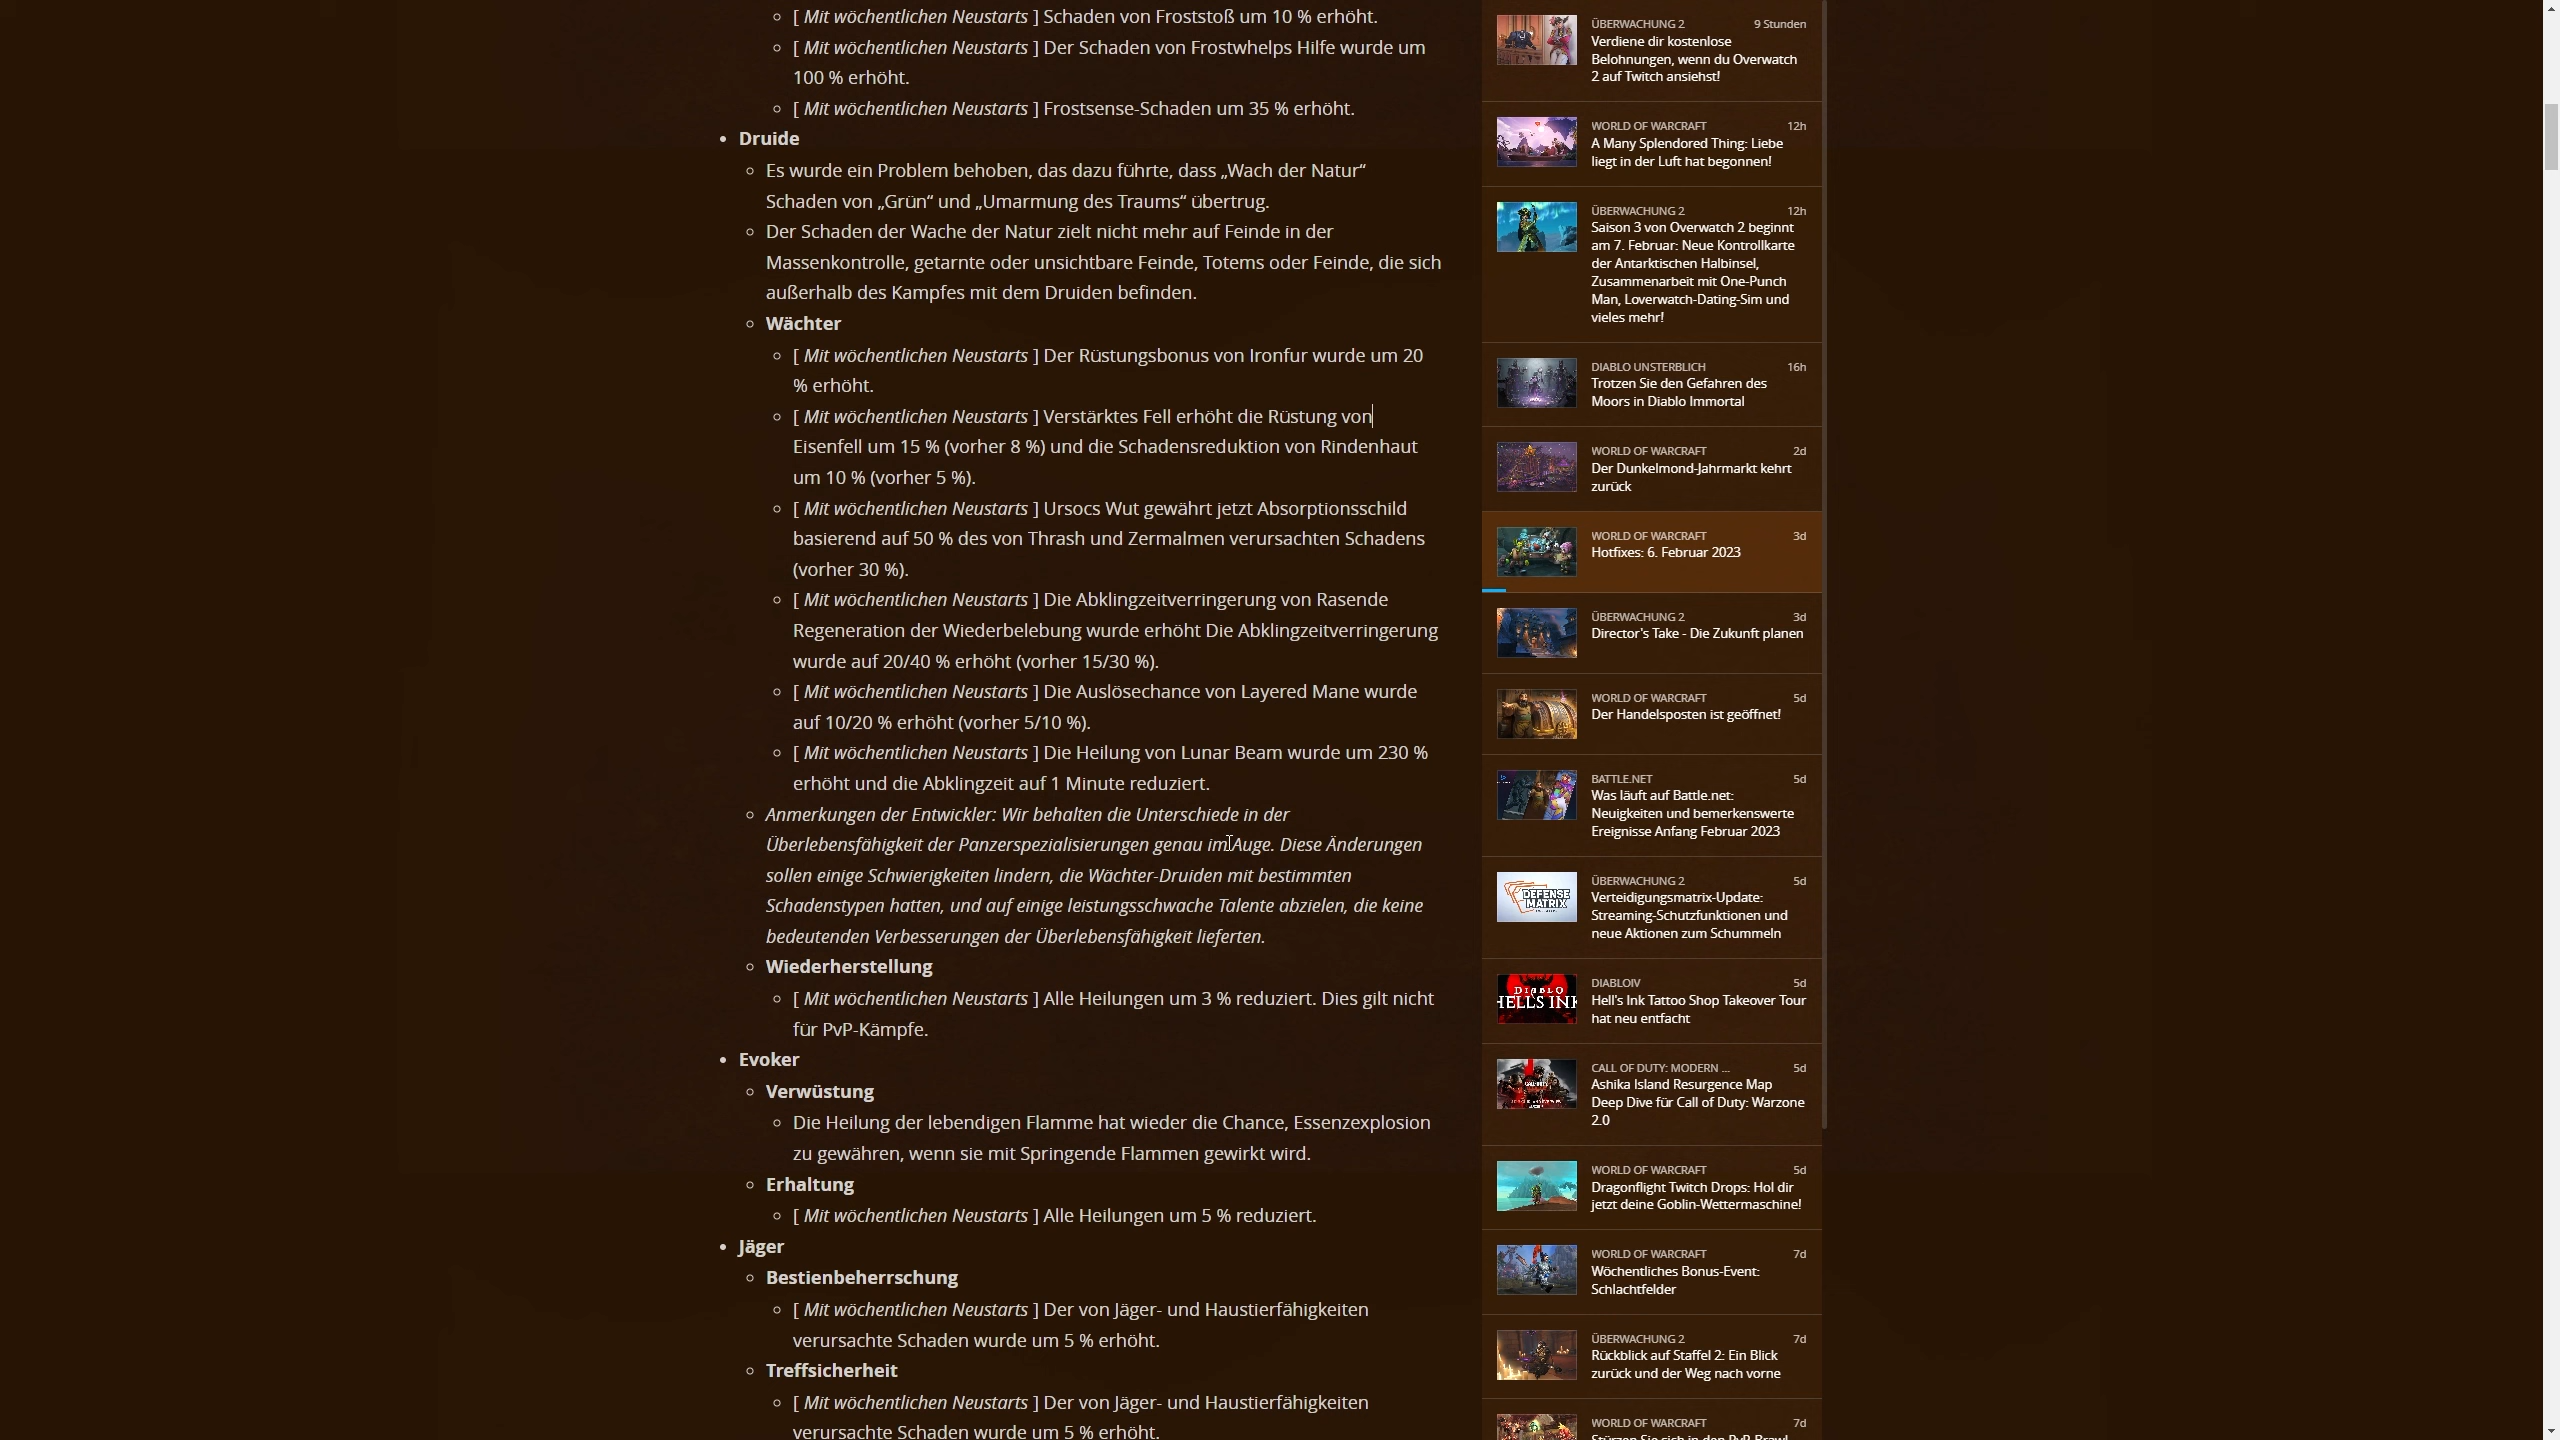 [ Mit wöchentlichen Neustarts ] Schaden von Froststoß um 10 % erhöht.
[ Mit wöchentlichen Neustarts ] Der Schaden von Frostwhelps Hilfe wurde um
100 % erhöht.
[ Mit wöchentlichen Neustarts ] Frostsense-Schaden um 35 % erhöht.
Druide
Es wurde ein Problem behoben, das dazu führte, dass „Wach der Natur“
Schaden von „Grün“ und „Umarmung des Traums“ übertrug.
Der Schaden der Wache der Natur zielt nicht mehr auf Feinde in der
Massenkontrolle, getarnte oder unsichtbare Feinde, Totems oder Feinde, die sich
außerhalb des Kampfes mit dem Druiden befinden.
Wächter
[ Mit wöchentlichen Neustarts ] Der Rüstungsbonus von Ironfur wurde um 20
% erhöht.
[ Mit wöchentlichen Neustarts ] Verstärktes Fell erhöht die Rüstung von
Eisenfell um 15 % (vorher 8 %) und die Schadensreduktion von Rindenhaut
um 10 % (vorher 5 %).
[ Mit wöchentlichen Neustarts ] Ursocs Wut gewährt jetzt Absorptionsschild
basierend auf 50 % des von Thrash und Zermalmen verursachten Schadens
(vorher 30 %).
[ Mit wöchentlichen Neustarts ] Die Abklingzeitverringerung von Rasende
Regeneration der Wiederbelebung wurde erhöht Die Abklingzeitverringerung
wurde auf 20/40 % erhöht (vorher 15/30 %).
[ Mit wöchentlichen Neustarts ] Die Auslösechance von Layered Mane wurde
auf 10/20 % erhöht (vorher 5/10 %).
[ Mit wöchentlichen Neustarts ] Die Heilung von Lunar Beam wurde um 230 %
erhöht und die Abklingzeit auf 1 Minute reduziert.
Anmerkungen der Entwickler: Wir behalten die Unterschiede in der
Überlebensfähigkeit der Panzerspezialisierungen genau im Auge. Diese Änderungen
sollen einige Schwierigkeiten lindern, die Wächter-Druiden mit bestimmten
Schadenstypen hatten, und auf einige leistungsschwache Talente abzielen, die keine
bedeutenden Verbesserungen der Überlebensfähigkeit lieferten.
Wiederherstellung
[ Mit wöchentlichen Neustarts ] Alle Heilungen um 3 % reduziert. Dies gilt nicht
für PvP-Kämpfe.
Evoker
Verwüstung
Die Heilung der lebendigen Flamme hat wieder die Chance, Essenzexplosion
zu gewähren, wenn sie mit Springende Flammen gewirkt wird.
Erhaltung
[ Mit wöchentlichen Neustarts ] Alle Heilungen um 5 % reduziert.
Jäger
Bestienbeherrschung
[ Mit wöchentlichen Neustarts ] Der von Jäger- und Haustierfähigkeiten
verursachte Schaden wurde um 5 % erhöht.
Treffsicherheit
[ Mit wöchentlichen Neustarts ] Der von Jäger- und Haustierfähigkeiten
verursachte Schaden wurde um 5 % erhöht.
ÜBERWACHUNG 2 9 Stunden
Verdiene dir kostenlose
Belohnungen, wenn du Overwatch
2 auf Twitch ansiehst!
WORLD OF WARCRAFT 12h
A Many Splendored Thing: Liebe
liegt in der Luft hat begonnen!
ÜBERWACHUNG 2 12h
Saison 3 von Overwatch 2 beginnt
am 7. Februar: Neue Kontrollkarte
der Antarktischen Halbinsel,
Zusammenarbeit mit One-Punch
Man, Loverwatch-Dating-Sim und
vieles mehr!
DIABLO UNSTERBLICH 16h
Trotzen Sie den Gefahren des
Moors in Diablo Immortal
WORLD OF WARCRAFT 2d
Der Dunkelmond-Jahrmarkt kehrt
zurück
WORLD OF WARCRAFT 3d
Hotfixes: 6. Februar 2023
ÜBERWACHUNG 2 3d
Director's Take - Die Zukunft planen
WORLD OF WARCRAFT 5d
Der Handelsposten ist geöffnet!
BATTLE.NET 5d
Was läuft auf Battle.net:
Neuigkeiten und bemerkenswerte
Ereignisse Anfang Februar 2023
DEFENSE
MATRIX
ÜBERWACHUNG 2 5d
Verteidigungsmatrix-Update:
Streaming-Schutzfunktionen und
neue Aktionen zum Schummeln
DIABLO
HELLS INK
DIABLOIV 5d
Hell's Ink Tattoo Shop Takeover Tour
hat neu entfacht
CALL OF DUTY: MODERN ... 5d
Ashika Island Resurgence Map
Deep Dive für Call of Duty: Warzone
2.0
WORLD OF WARCRAFT 5d
Dragonflight Twitch Drops: Hol dir
jetzt deine Goblin-Wettermaschine!
WORLD OF WARCRAFT 7d
Wöchentliches Bonus-Event:
Schlachtfelder
ÜBERWACHUNG 2 7d
Rückblick auf Staffel 2: Ein Blick
zurück und der Weg nach vorne
WORLD OF WARCRAFT 7d
Stürzen Sie sich in den PvP-Brawl